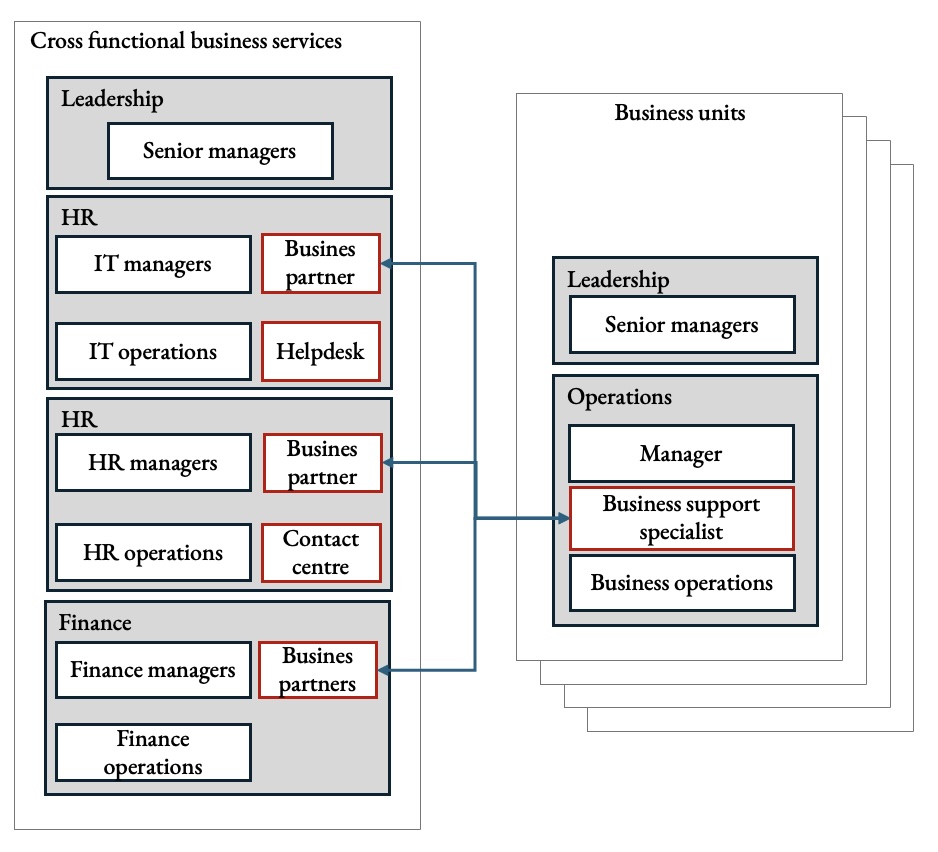 Cross functional business services
Leadership
Senior managers
HR
IT managers
Busines
partner
IT operations
Helpdesk
HR
HR managers
Busines
partner
HR operations
Contact
centre
Finance
Finance managers
Busines
partners
Finance
operations
Business units
Leadership
Senior managers
Operations
Manager
Business support
specialist
Business operations